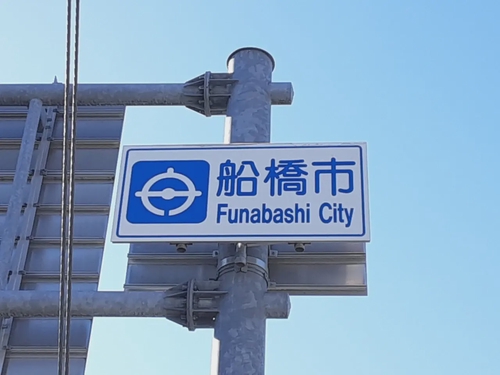 船橋市
Funabashi City